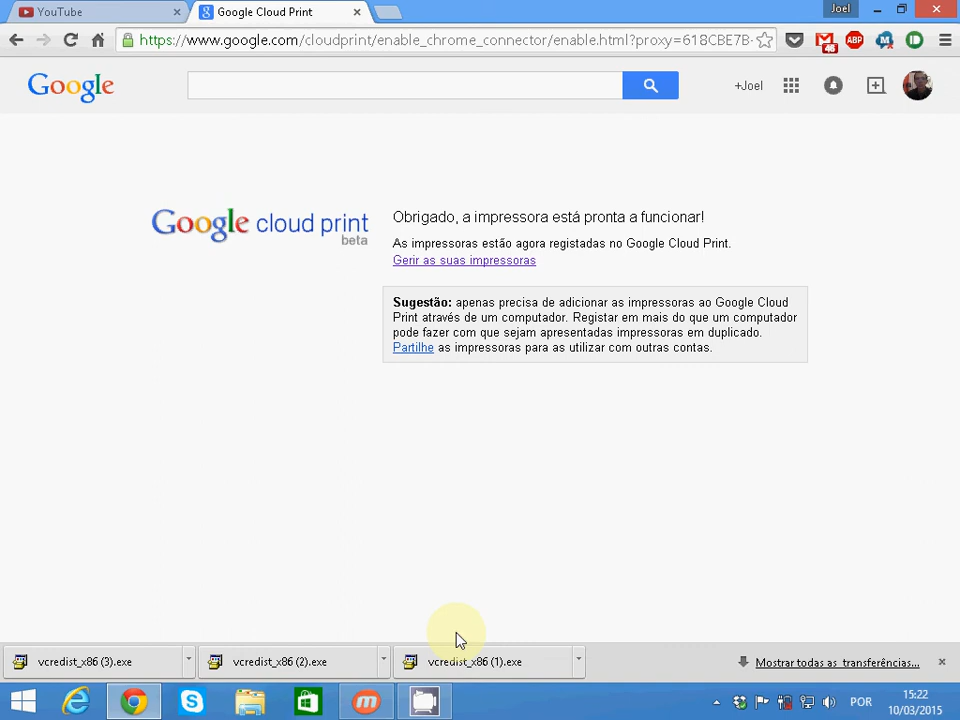 YouTube
Google Cloud Print
Joel
https://www.google.com/cloudprint/enable_chrome_connector/enable.html?proxy=618CBE7B-
46
ABP
Google
+Joel
Google cloud print
beta
Obrigado, a impressora está pronta a funcionar!
As impressoras estão agora registadas no Google Cloud Print.
Gerir as suas impressoras
Sugestão: apenas precisa de adicionar as impressoras ao Google Cloud
Print através de um computador. Registar em mais do que um computador
pode fazer com que sejam apresentadas impressoras em duplicado.
Partilhe as impressoras para as utilizar com outras contas.
vcredist_x86 (3).exe
vcredist_x86 (2).exe
vcredist_x86 (1).exe
Mostrar todas as transferências...
POR
15:22
10/03/2015